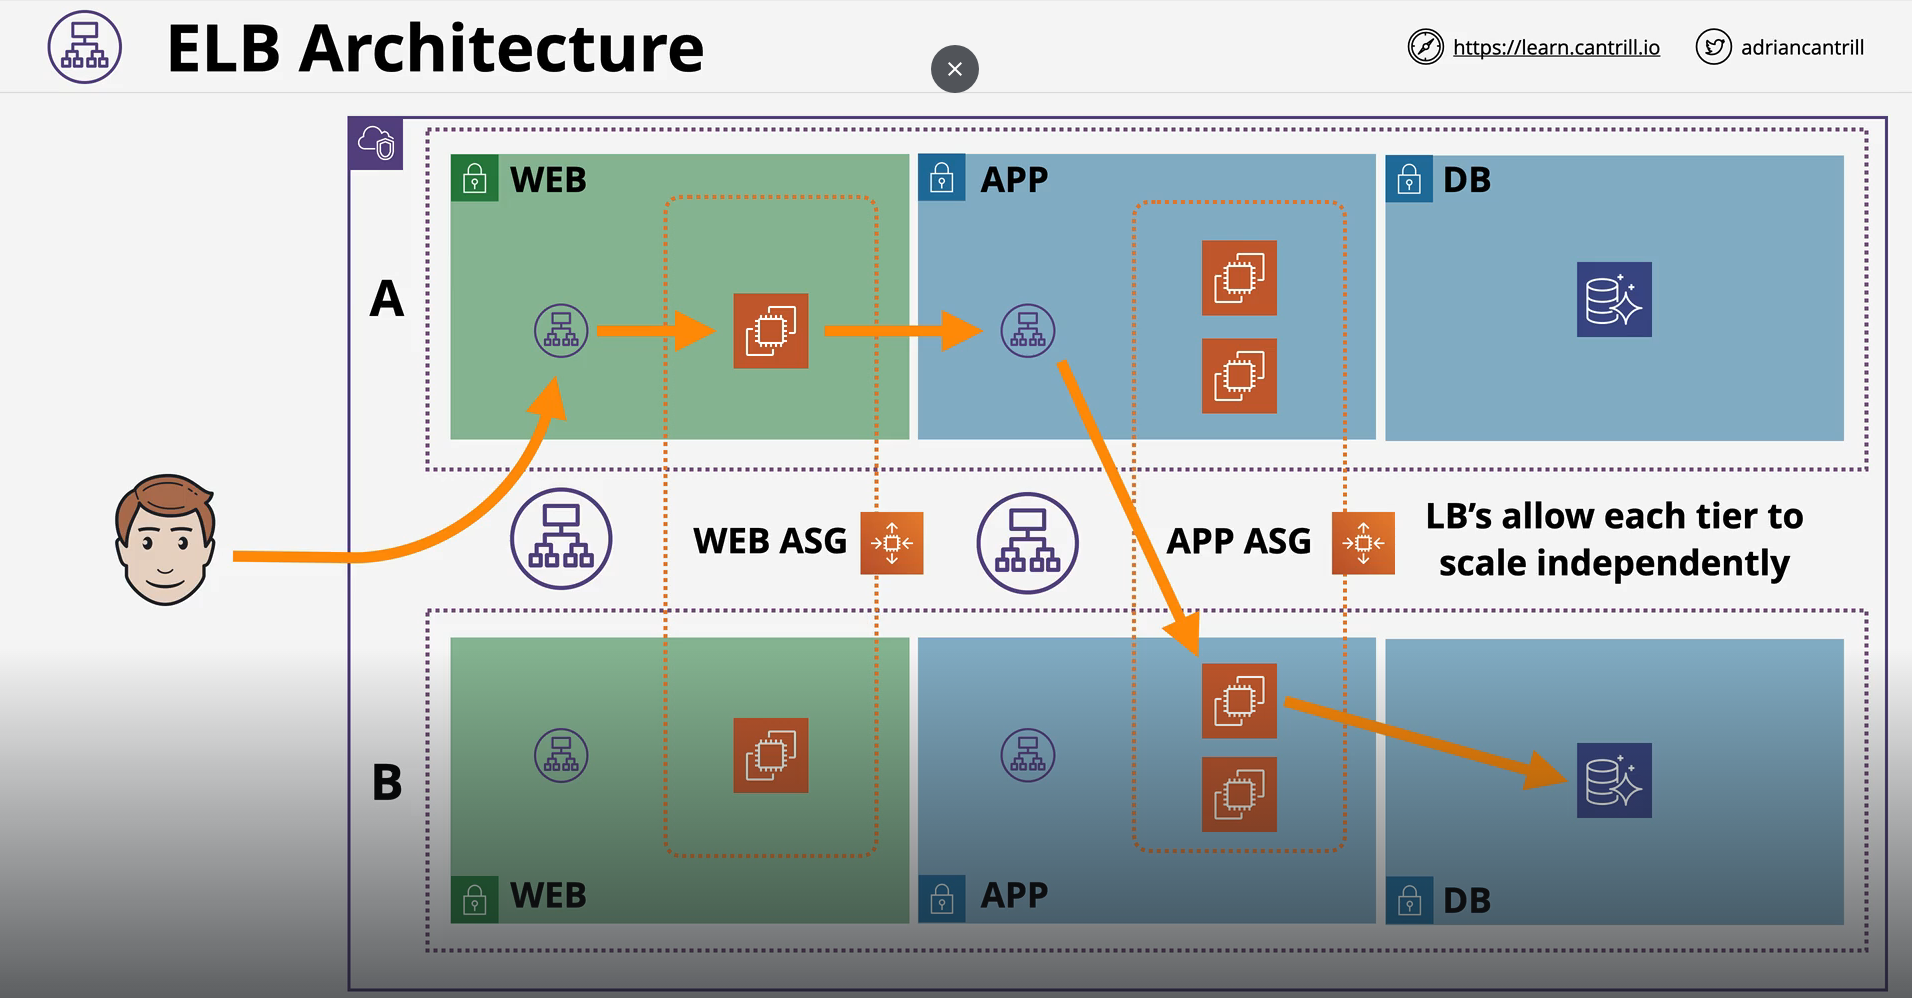 ELB Architecture
https://learn.cantrill.io
adriancantrill
WEB
APP
DB
A
WEB ASG
APP ASG
LB's allow each tier to
scale independently
B
WEB
APP
DB